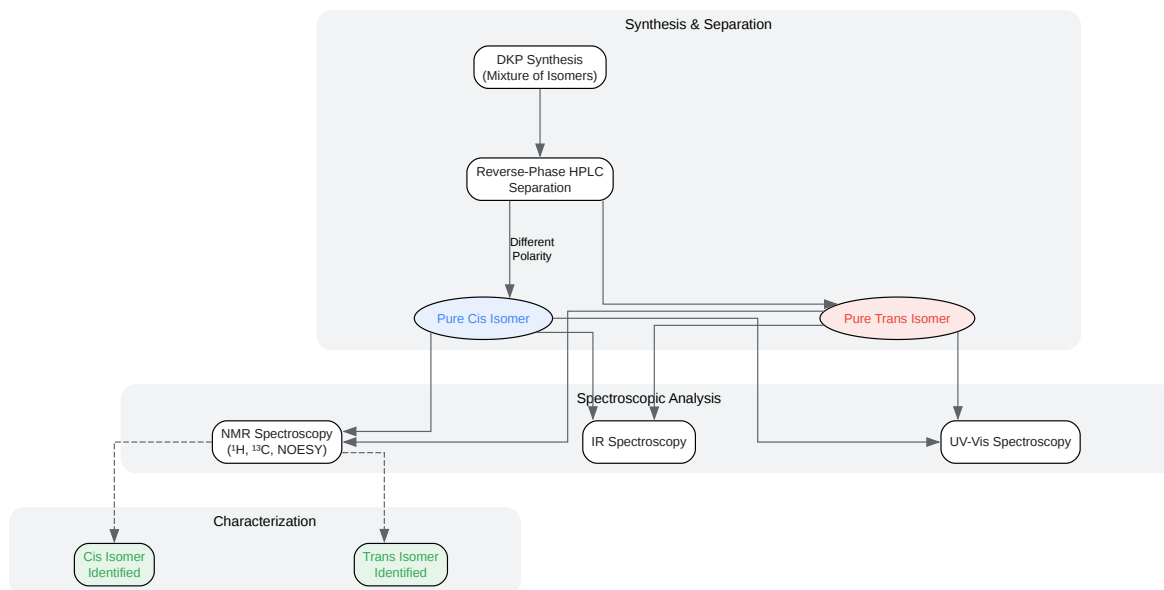 Synthesis & Separation
DKP Synthesis
(Mixture of Isomers)
Reverse-Phase HPLC
Separation
Different
Polarity
Pure Cis Isomer
Pure Trans Isomer
Spectroscopic Analysis
NMR Spectroscopy
(¹H, ¹³C, NOESY)
IR Spectroscopy
UV-Vis Spectroscopy
Characterization
Cis Isomer
Identified
Trans Isomer
Identified